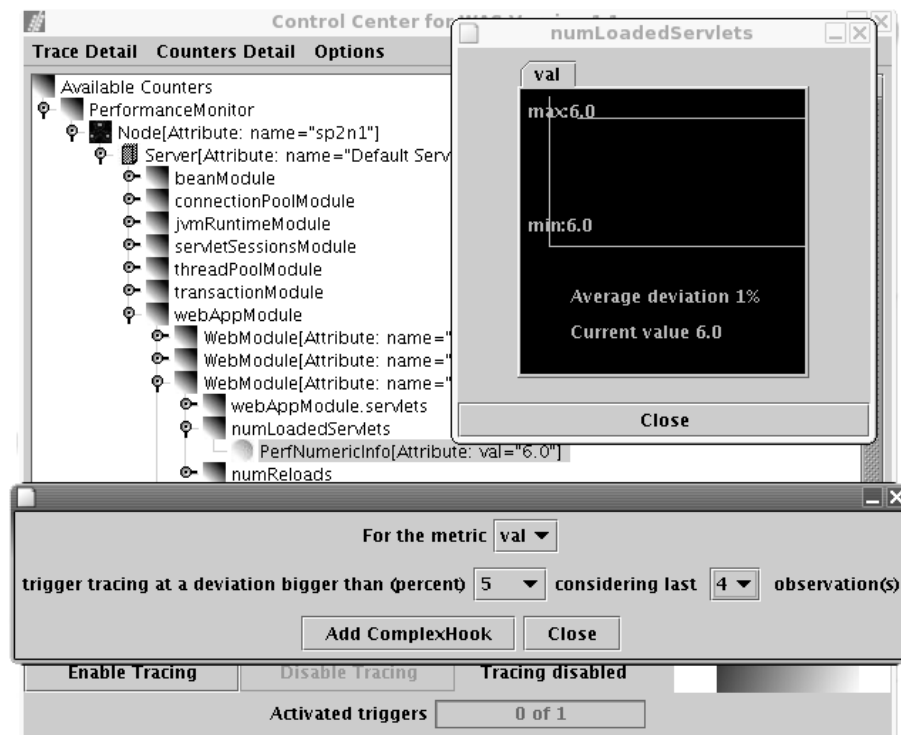 Control Center for
numLoadedServlets
Trace Detail Counters Detail Options
val
Available Counters
PerformanceMonitor
Node[Attribute: name="sp2n1"]
Server[Attribute: name="Default Serv
beanModule
connectionPoolModule
jvmRuntimeModule
servletSessionsModule
threadPoolModule
transactionModule
webAppModule
WebModule[Attribute: name="
WebModule[Attribute: name="
WebModule[Attribute: name="
webAppModule.servlets
numLoadedServlets
PerfNumericInfo[Attribute: val="6.0"]
numReloads
max:6.0
min:6.0
Average deviation 1%
Current value 6.0
Close
For the metric val
trigger tracing at a deviation bigger than (percent) 5 considering last 4 observation(s)
Add ComplexHook Close
Enable Tracing Disable Tracing Tracing disabled
Activated triggers 0 of 1